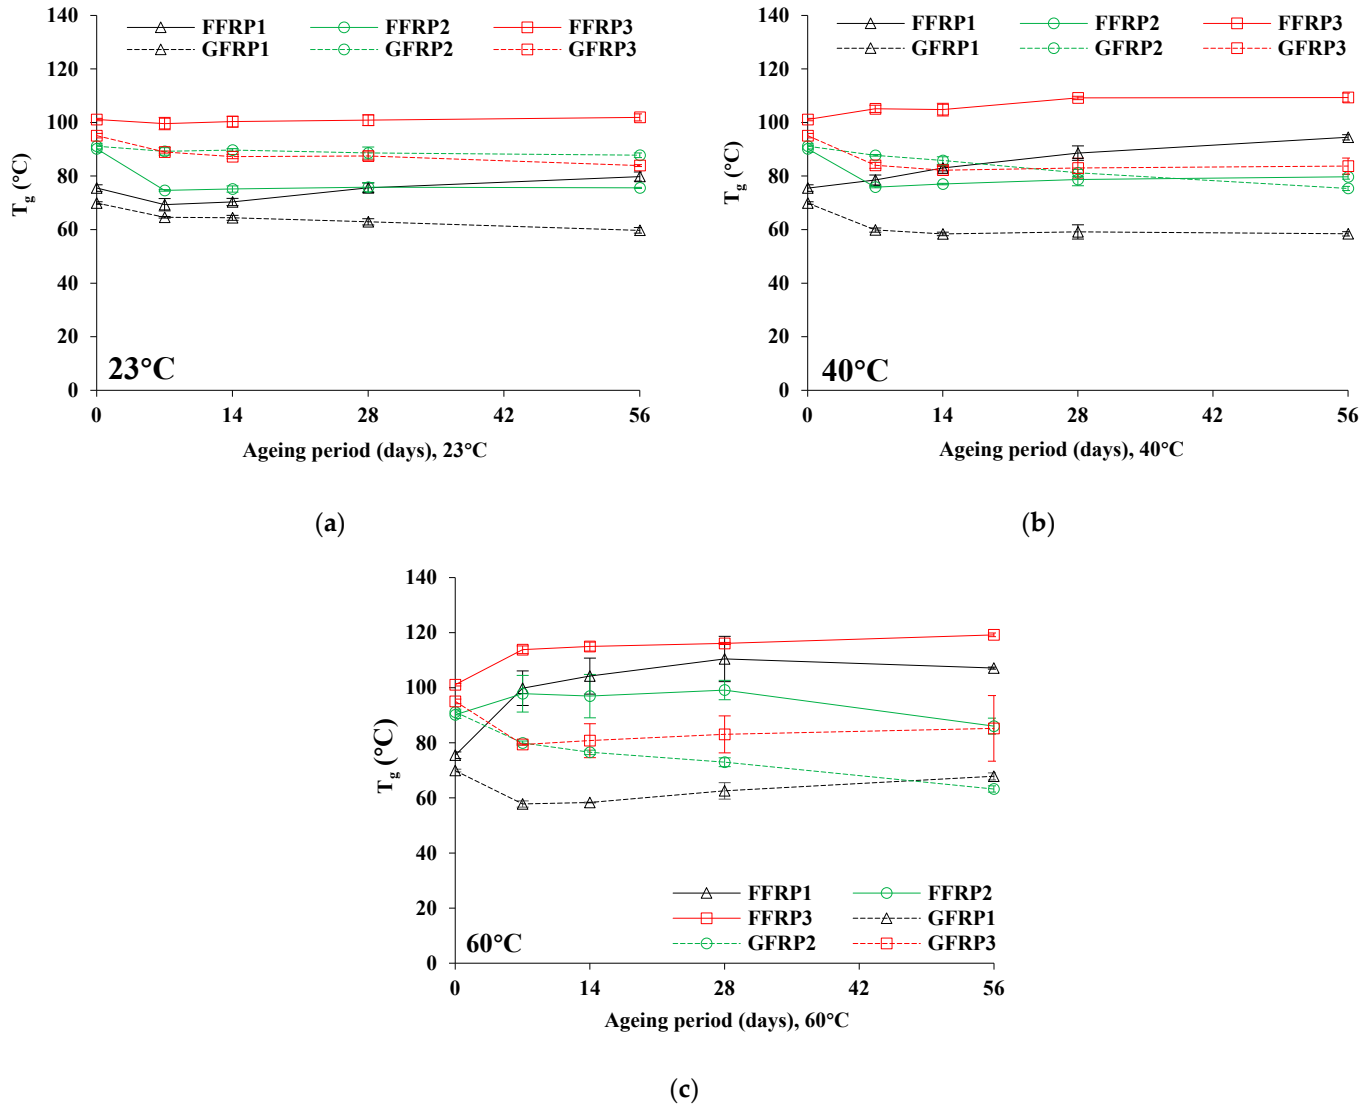 140
120
100
80
60
40
20
0
T_g (°C)
FFRP1 FFRP2 FFRP3
GFRP1 GFRP2 GFRP3
23°C
0 14 28 42 56
Ageing period (days), 23°C
(a)
140
120
100
80
60
40
20
0
T_g (°C)
FFRP1 FFRP2 FFRP3
GFRP1 GFRP2 GFRP3
40°C
0 14 28 42 56
Ageing period (days), 40°C
(b)
140
120
100
80
60
40
20
0
T_g (°C)
FFRP1 FFRP2
FFRP3 GFRP1
GFRP2 GFRP3
60°C
0 14 28 42 56
Ageing period (days), 60°C
(c)